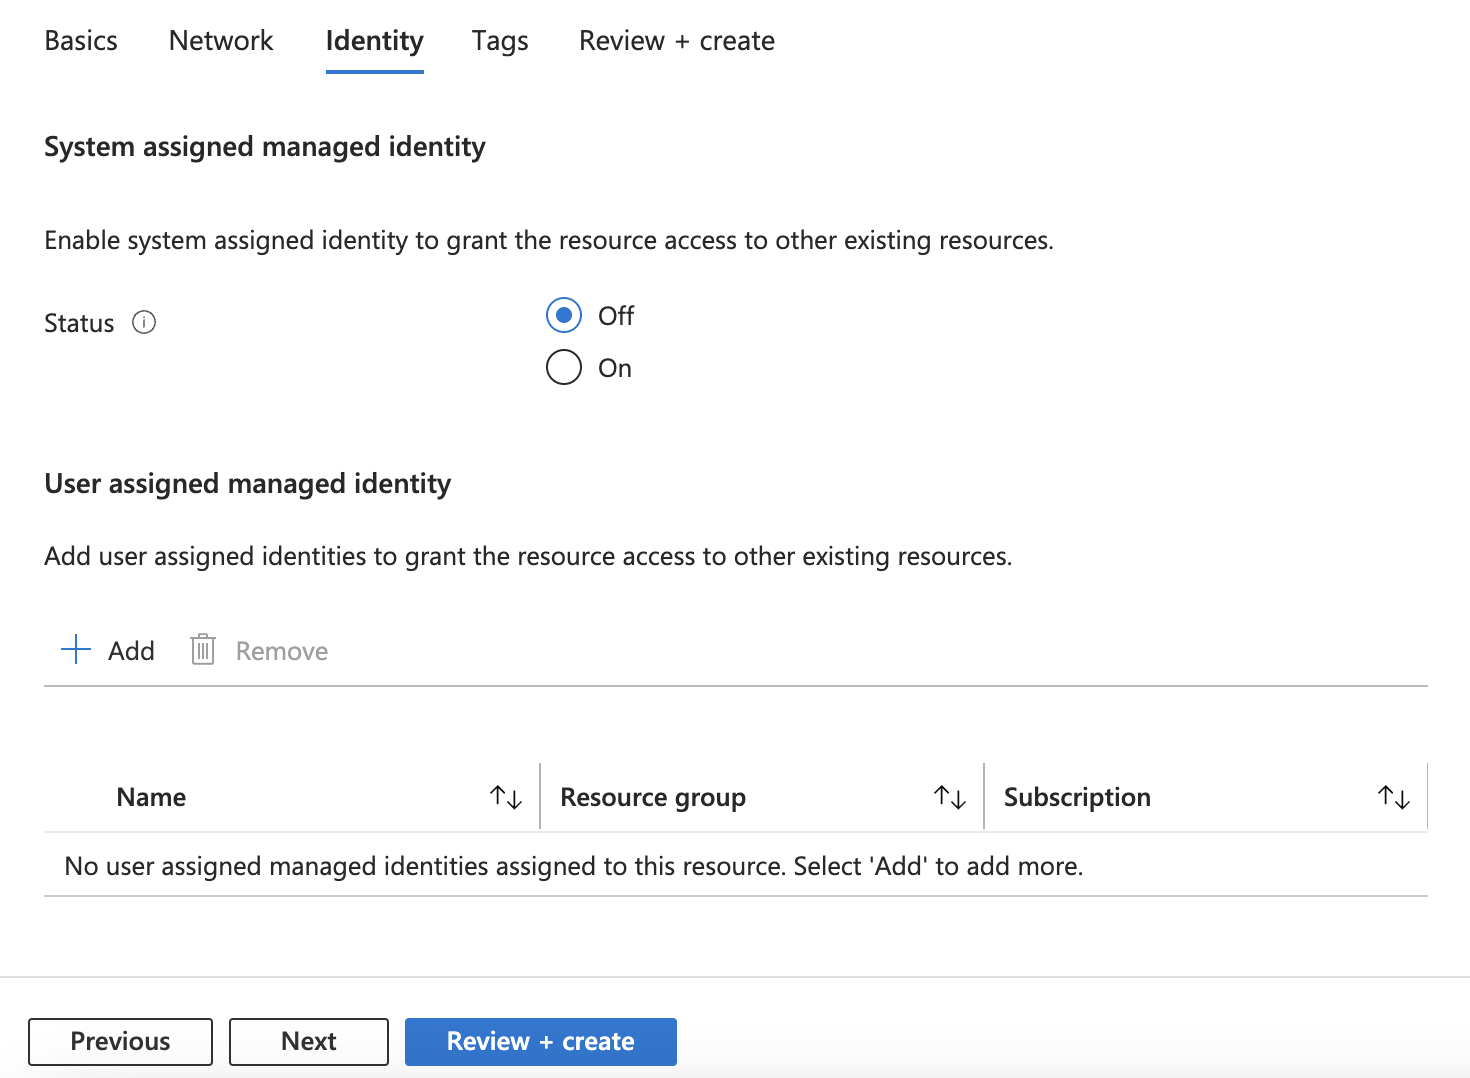 Basics Network Identity Tags Review + create
System assigned managed identity
Enable system assigned identity to grant the resource access to other existing resources.
Status Off
On
User assigned managed identity
Add user assigned identities to grant the resource access to other existing resources.
Add Remove
Name Resource group Subscription
No user assigned managed identities assigned to this resource. Select 'Add' to add more.
Previous Next Review + create